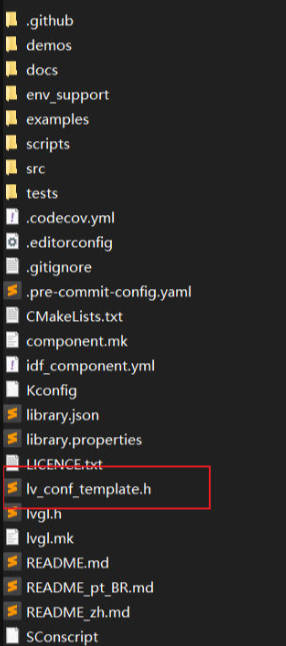 .github
demos
docs
env_support
examples
scripts
src
tests
.codecov.yml
.editorconfig
.gitignore
.pre-commit-config.yaml
CMakeLists.txt
component.mk
idf_component.yml
Kconfig
library.json
library.properties
LICENCE.txt
lv_conf_template.h
lvgl.h
lvgl.mk
README.md
README_pt_BR.md
README_zh.md
SConscript